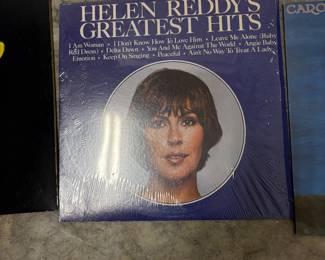 HELEN REDDY'S
GREATEST HITS
I Am Woman • I Don't Know How To Love Him • Leave Me Alone (Ruby
Red Dress) • Delta Dawn • You And Me Against The World • Angie Baby
Emotion • Keep On Singing • Peaceful • Ain't No Way To Treat A Lady
CARO